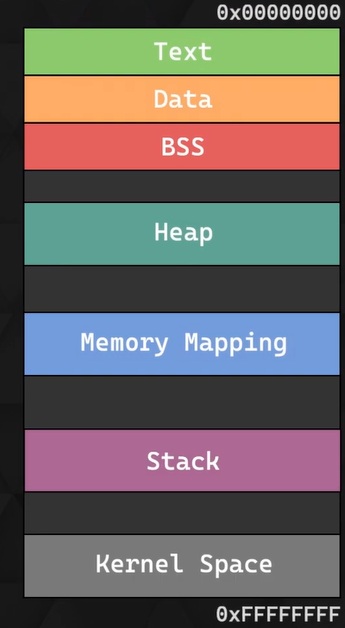 0x00000000
Text
Data
BSS
Heap
Memory Mapping
Stack
Kernel Space
0xFFFFFFFF